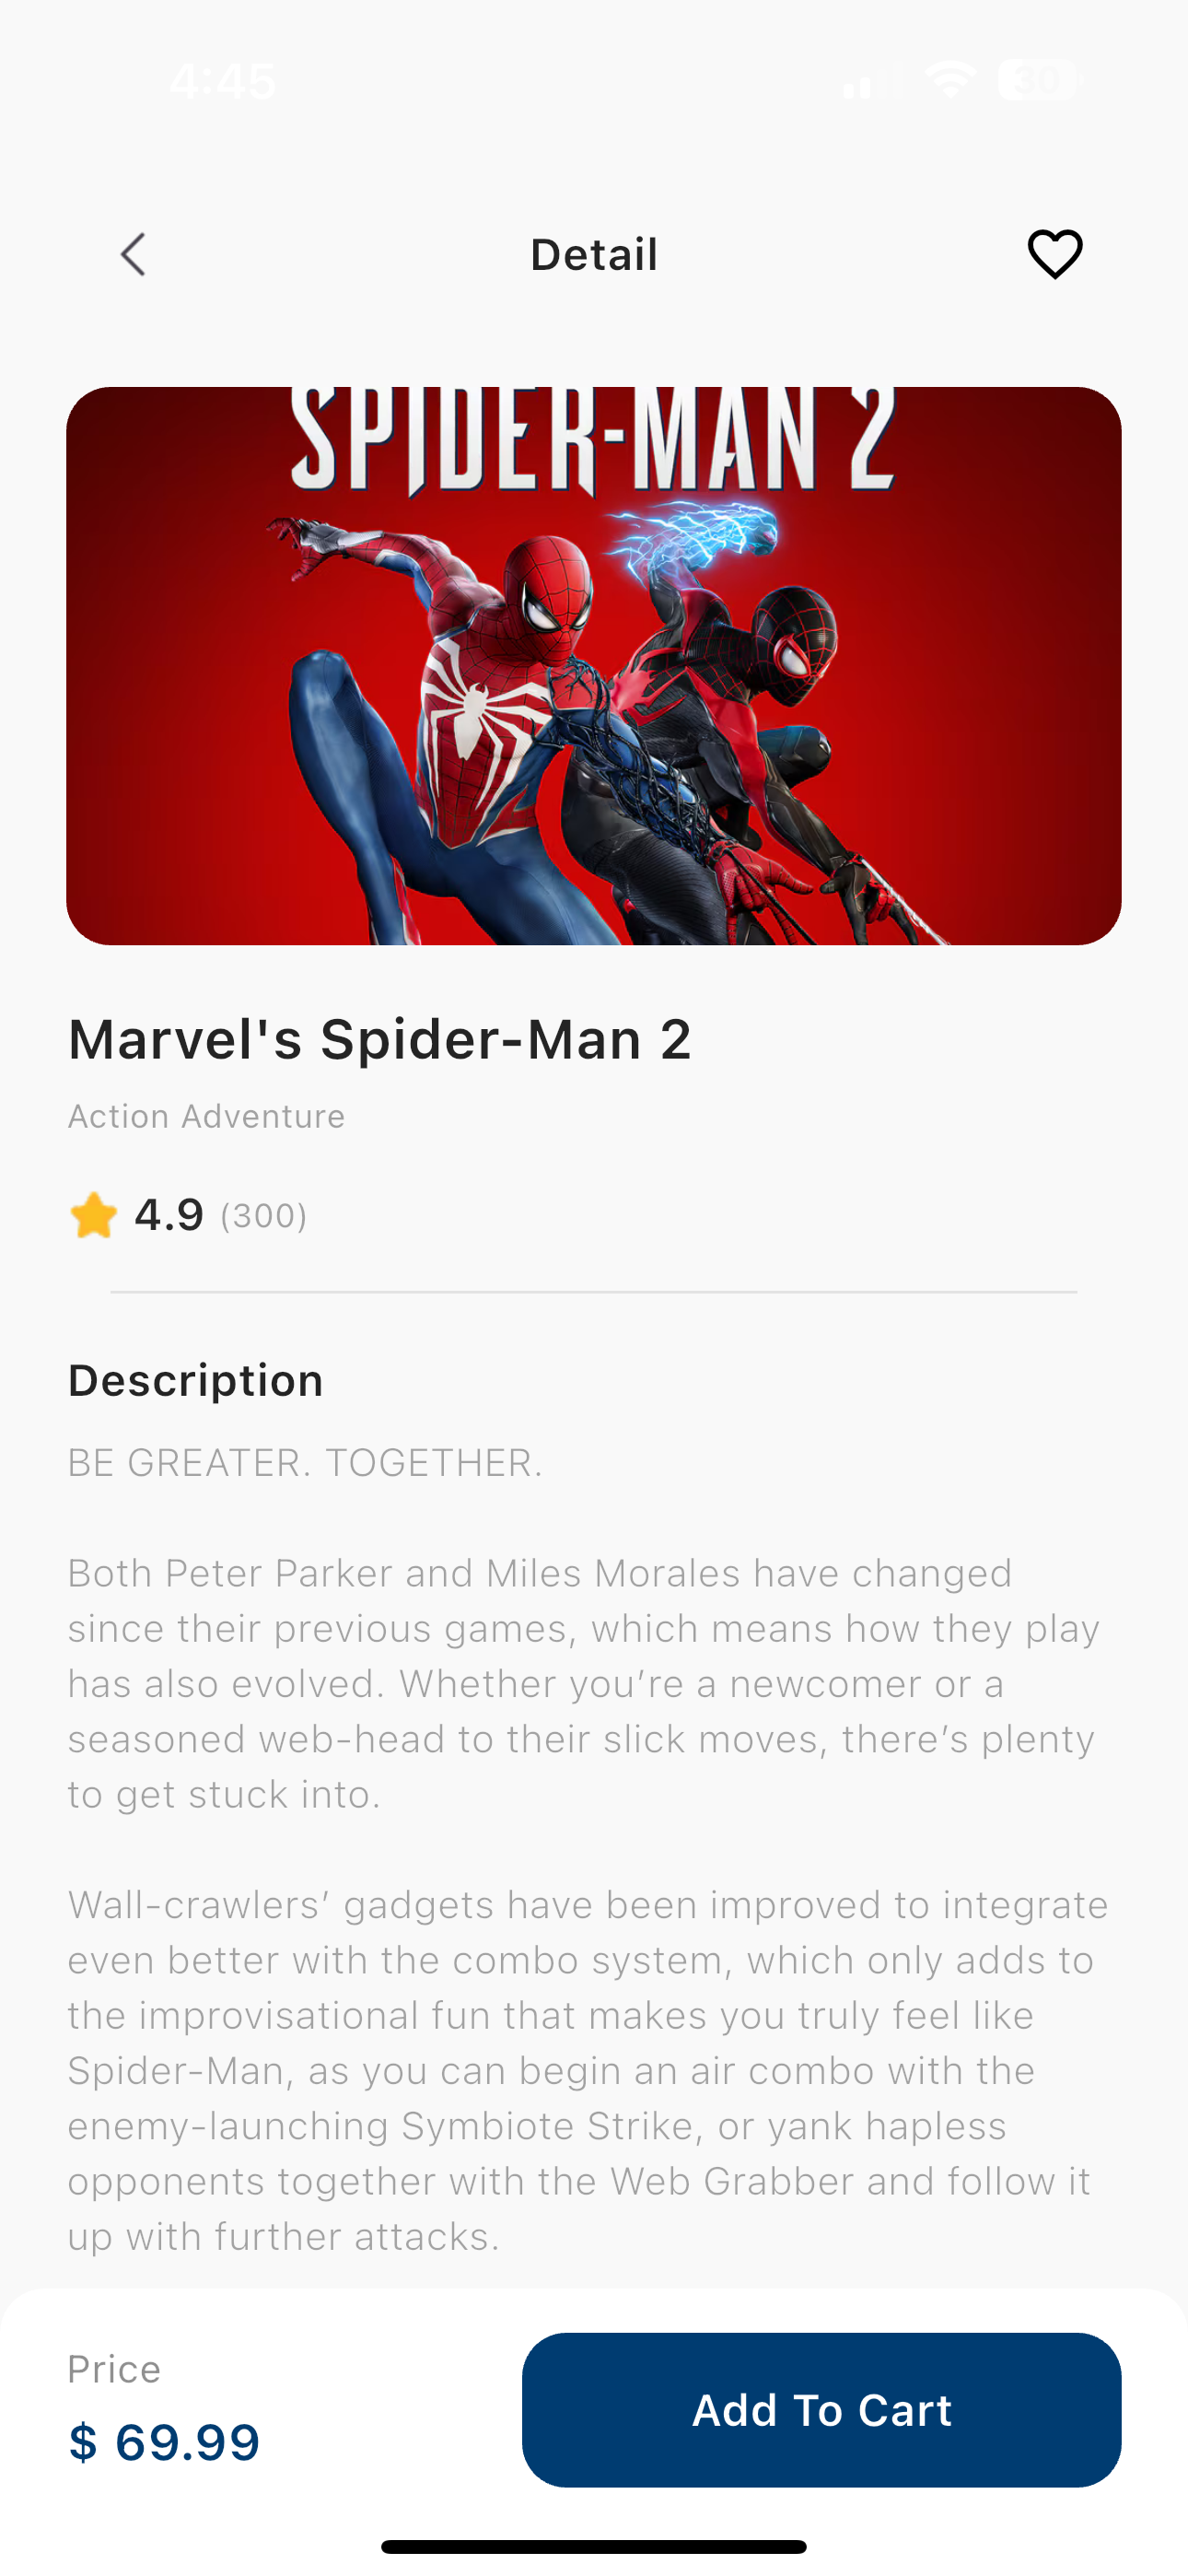 4:45
30
Detail
SPIDER-MAN 2
Marvel's Spider-Man 2
Action Adventure
4.9 (300)
Description
BE GREATER. TOGETHER.
Both Peter Parker and Miles Morales have changed
since their previous games, which means how they play
has also evolved. Whether you’re a newcomer or a
seasoned web-head to their slick moves, there’s plenty
to get stuck into.
Wall-crawlers’ gadgets have been improved to integrate
even better with the combo system, which only adds to
the improvisational fun that makes you truly feel like
Spider-Man, as you can begin an air combo with the
enemy-launching Symbiote Strike, or yank hapless
opponents together with the Web Grabber and follow it
up with further attacks.
Price
$ 69.99
Add To Cart